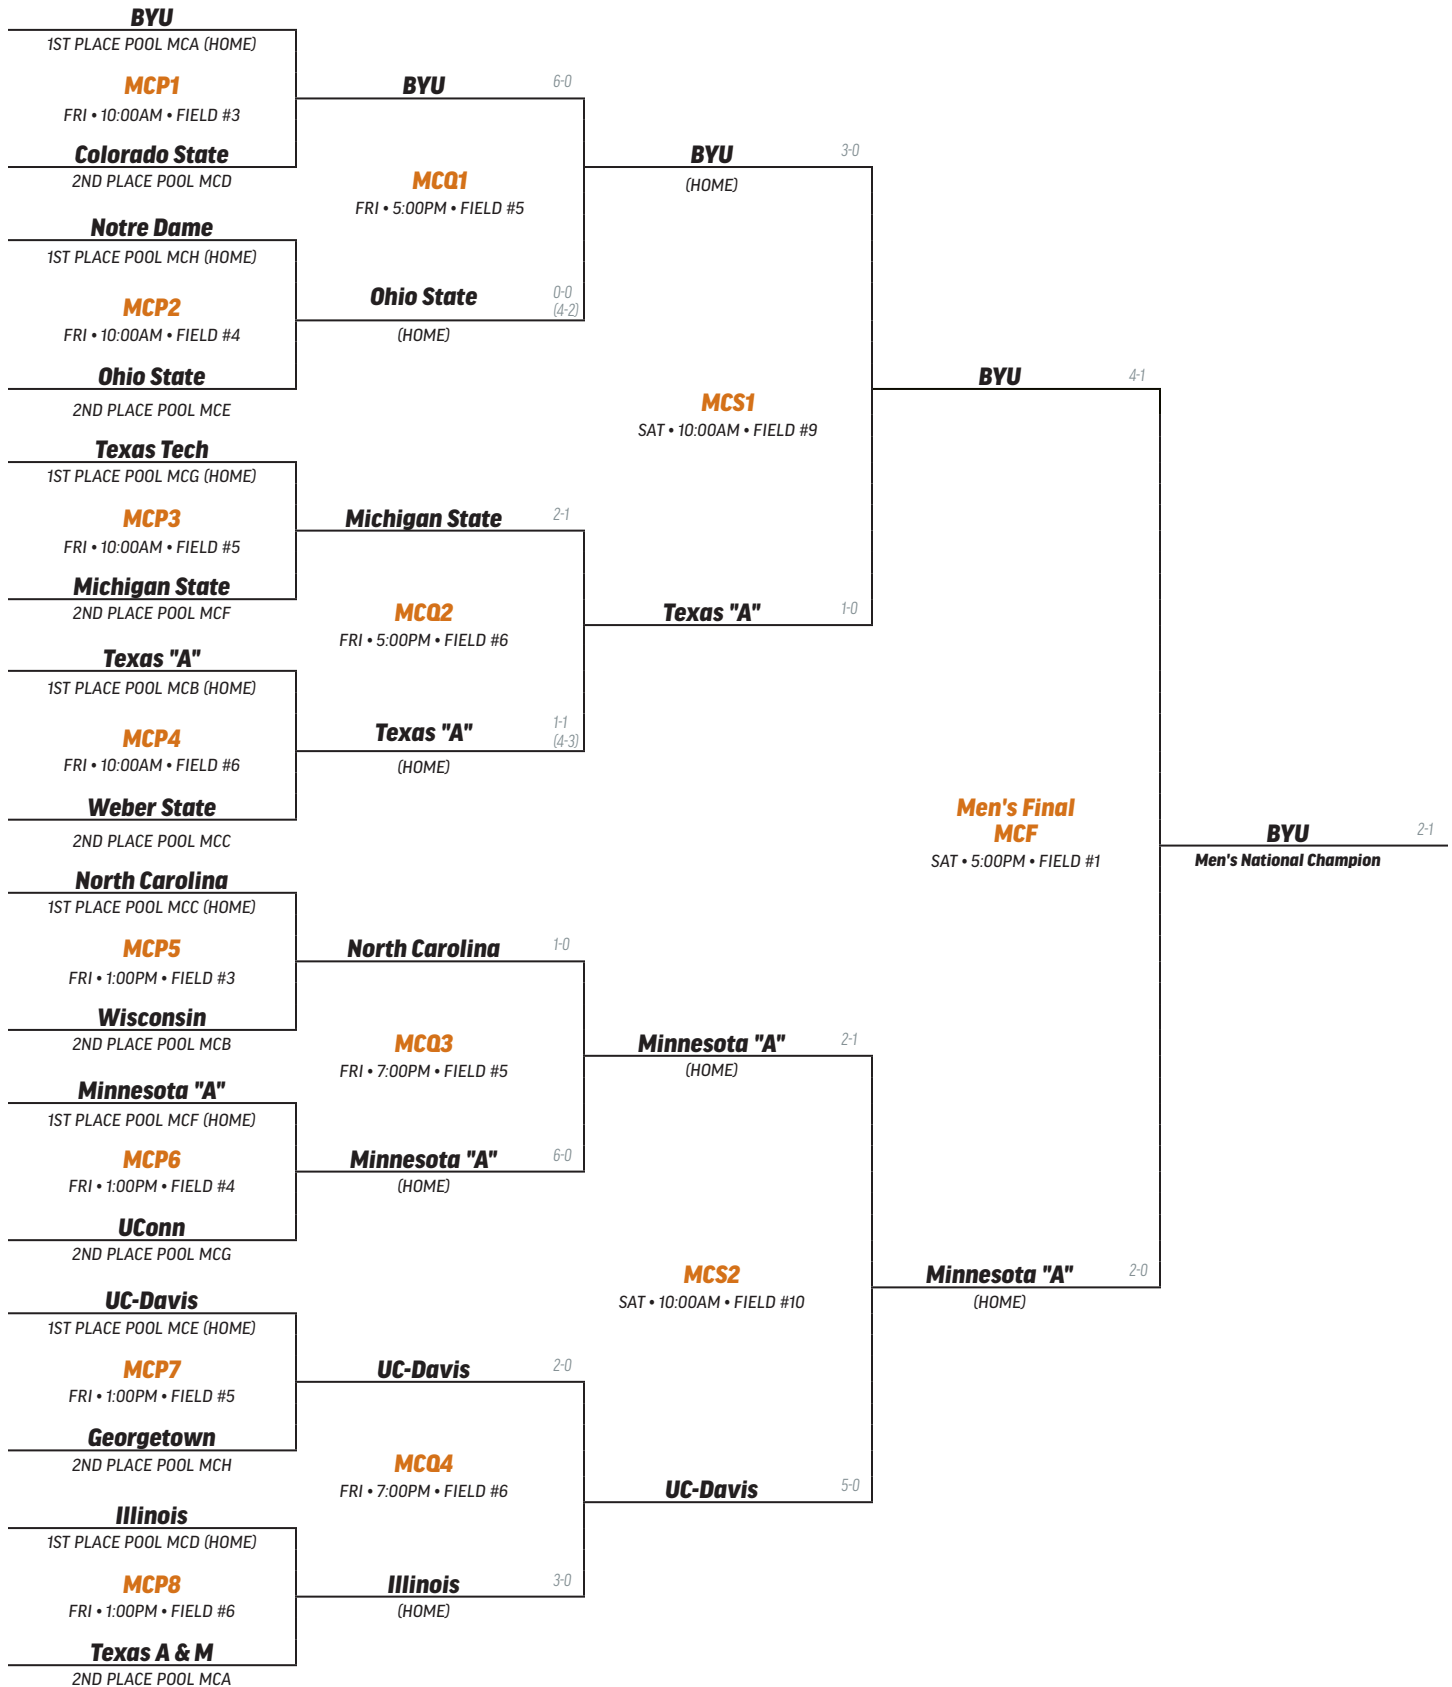 BYU
1ST PLACE POOL MCA (HOME)
MCP1
FRI • 10:00AM • FIELD #3
Colorado State
2ND PLACE POOL MCD
Notre Dame
1ST PLACE POOL MCH (HOME)
MCP2
FRI • 10:00AM • FIELD #4
Ohio State
2ND PLACE POOL MCE
Texas Tech
1ST PLACE POOL MCG (HOME)
MCP3
FRI • 10:00AM • FIELD #5
Michigan State
2ND PLACE POOL MCF
Texas "A"
1ST PLACE POOL MCB (HOME)
MCP4
FRI • 10:00AM • FIELD #6
Weber State
2ND PLACE POOL MCC
North Carolina
1ST PLACE POOL MCC (HOME)
MCP5
FRI • 1:00PM • FIELD #3
Wisconsin
2ND PLACE POOL MCB
Minnesota "A"
1ST PLACE POOL MCF (HOME)
MCP6
FRI • 1:00PM • FIELD #4
UConn
2ND PLACE POOL MCG
UC-Davis
1ST PLACE POOL MCE (HOME)
MCP7
FRI • 1:00PM • FIELD #5
Georgetown
2ND PLACE POOL MCH
Illinois
1ST PLACE POOL MCD (HOME)
MCP8
FRI • 1:00PM • FIELD #6
Texas A & M
2ND PLACE POOL MCA
BYU 6-0
MCQ1
FRI • 5:00PM • FIELD #5
Ohio State 0-0
(4-2)
(HOME)
Michigan State 2-1
MCQ2
FRI • 5:00PM • FIELD #6
Texas "A" 1-1
(4-3)
(HOME)
North Carolina 1-0
MCQ3
FRI • 7:00PM • FIELD #5
Minnesota "A" 6-0
(HOME)
UC-Davis 2-0
MCQ4
FRI • 7:00PM • FIELD #6
Illinois 3-0
(HOME)
BYU 3-0
(HOME)
MCS1
SAT • 10:00AM • FIELD #9
Texas "A" 1-0
Minnesota "A" 2-1
(HOME)
MCS2
SAT • 10:00AM • FIELD #10
UC-Davis 5-0
BYU 4-1
Men's Final
MCF
SAT • 5:00PM • FIELD #1
Minnesota "A" 2-0
(HOME)
BYU 2-1
Men's National Champion